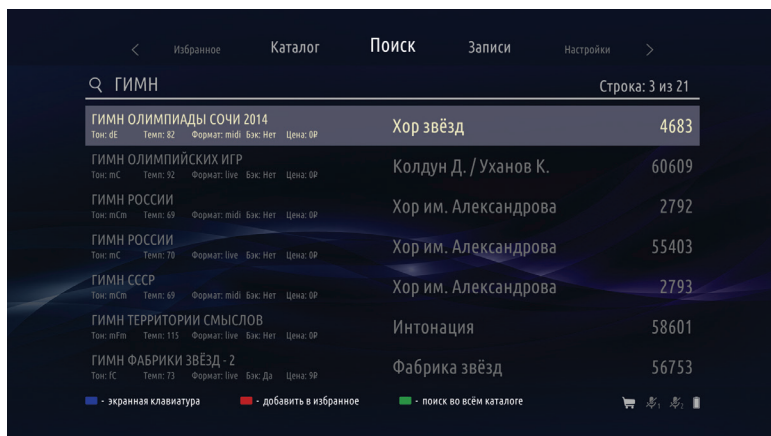 Избранное Каталог Поиск Записи Настройки
ГИМН Строка: 3 из 21
ГИМН ОЛИМПИАДЫ СОЧИ 2014 Хор звёзд 4683
Тон: dE Темп: 82 Формат: midi Бэк: Нет Цена: 0₽
ГИМН ОЛИМПИЙСКИХ ИГР Колдун Д. / Уханов К. 60609
Тон: mC Темп: 92 Формат: live Бэк: Нет Цена: 0₽
ГИМН РОССИИ Хор им. Александрова 2792
Тон: mCm Темп: 69 Формат: midi Бэк: Нет Цена: 0₽
ГИМН РОССИИ Хор им. Александрова 55403
Тон: mC Темп: 70 Формат: live Бэк: Нет Цена: 0₽
ГИМН СССР Хор им. Александрова 2793
Тон: mCm Темп: 69 Формат: midi Бэк: Нет Цена: 0₽
ГИМН ТЕРРИТОРИИ СМЫСЛОВ Интонация 58601
Тон: mFm Темп: 115 Формат: live Бэк: Нет Цена: 0₽
ГИМН ФАБРИКИ ЗВЁЗД - 2 Фабрика звёзд 56753
Тон: fC Темп: 73 Формат: live Бэк: Да Цена: 9₽
- экранная клавиатура - добавить в избранное - поиск во всём каталоге 1 2